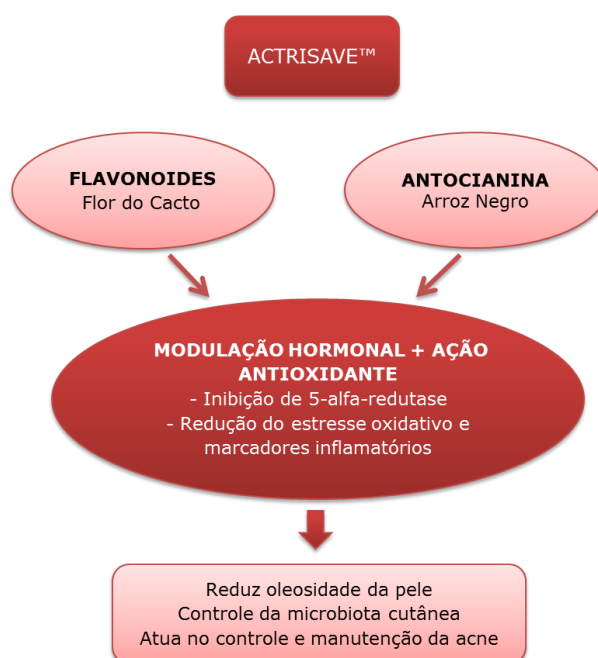 ACTRISAVE™
FLAVONOIDES
Flor do Cacto
ANTOCIANINA
Arroz Negro
MODULAÇÃO HORMONAL + AÇÃO
ANTIOXIDANTE
- Inibição de 5-alfa-redutase
- Redução do estresse oxidativo e
marcadores inflamatórios
Reduz oleosidade da pele
Controle da microbiota cutânea
Atua no controle e manutenção da acne